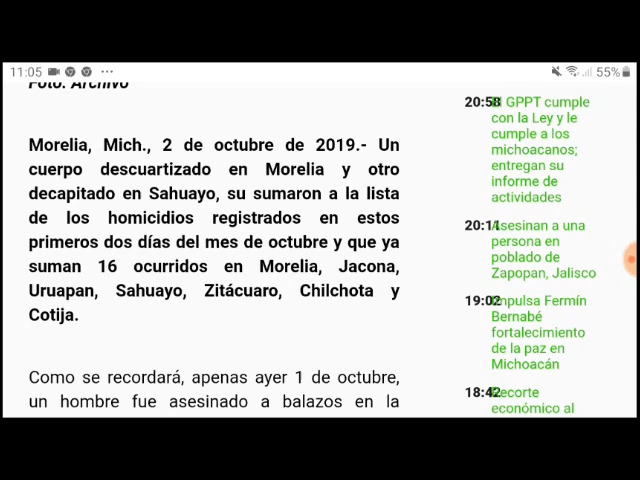 11:05
55%
Foto: Archivo
Morelia, Mich., 2 de octubre de 2019.- Un
cuerpo descuartizado en Morelia y otro
decapitado en Sahuayo, su sumaron a la lista
de los homicidios registrados en estos
primeros dos días del mes de octubre y que ya
suman 16 ocurridos en Morelia, Jacona,
Uruapan, Sahuayo, Zitácuaro, Chilchota y
Cotija.
Como se recordará, apenas ayer 1 de octubre,
un hombre fue asesinado a balazos en la
20:58 El GPPT cumple
con la Ley y le
cumple a los
michoacanos;
entregan su
informe de
actividades
20:11 Asesinan a una
persona en
poblado de
Zapopan, Jalisco
19:02 Impulsa Fermín
Bernabé
fortalecimiento
de la paz en
Michoacán
18:42 Recorte
económico al